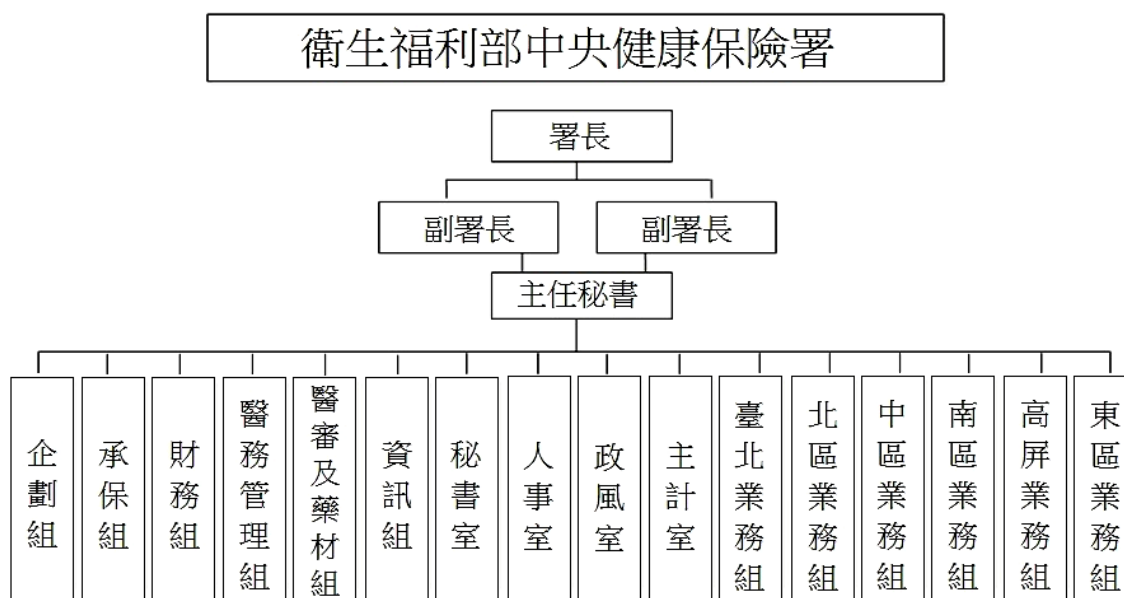 衛生福利部中央健康保險署
署長
副署長
副署長
主任秘書
企劃組
承保組
財務組
醫務管理組
醫審及藥材組
資訊組
秘書室
人事室
政風室
主計室
臺北業務組
北區業務組
中區業務組
南區業務組
高屏業務組
東區業務組